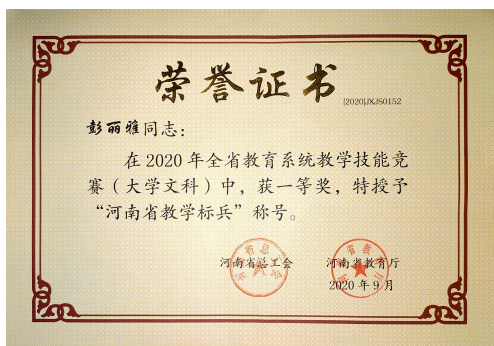 荣誉证书
[2020]JXJS0152
彭丽雅同志：
在2020年全省教育系统教学技能竞
赛（大学文科）中，获一等奖，特授予
“河南省教学标兵”称号。
河南省总工会 河南省教育厅
2020年9月